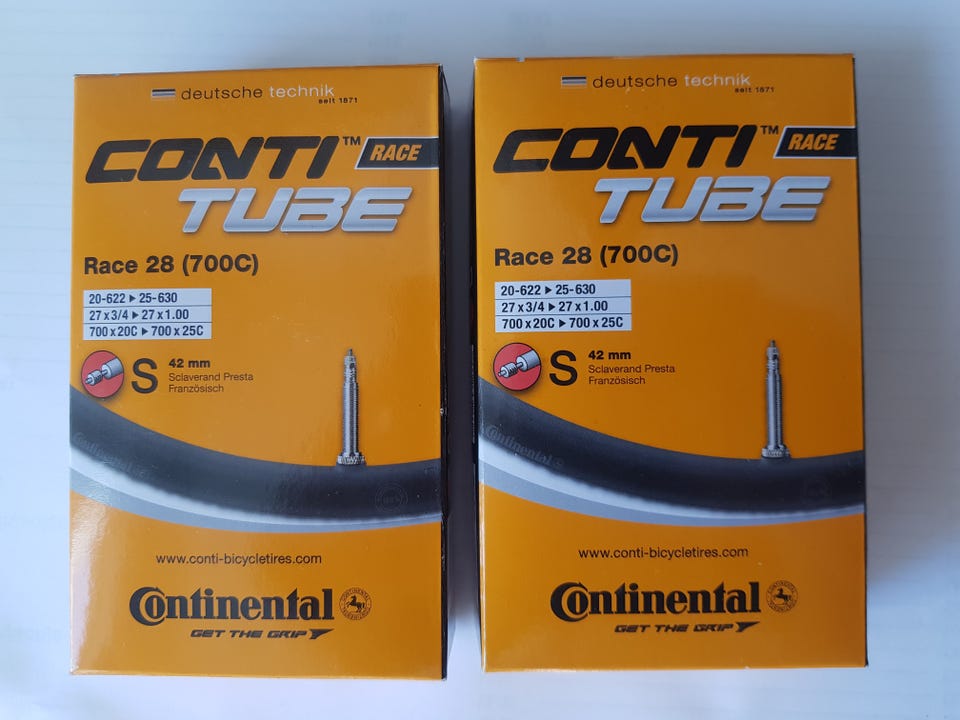 deutsche technik
seit 1871
CONTI™ RACE
TUBE
Race 28 (700C)
20-622 ▶ 25-630
27 x 3/4 ▶ 27 x 1.00
700 x 20C ▶ 700 x 25C
S 42 mm
Sclaverand Presta
Französisch
Continental
www.conti-bicycletires.com
Continental
GET THE GRIP
deutsche technik
seit 1871
CONTI™ RACE
TUBE
Race 28 (700C)
20-622 ▶ 25-630
27 x 3/4 ▶ 27 x 1.00
700 x 20C ▶ 700 x 25C
S 42 mm
Sclaverand Presta
Französisch
Continental
www.conti-bicycletires.com
Continental
GET THE GRIP